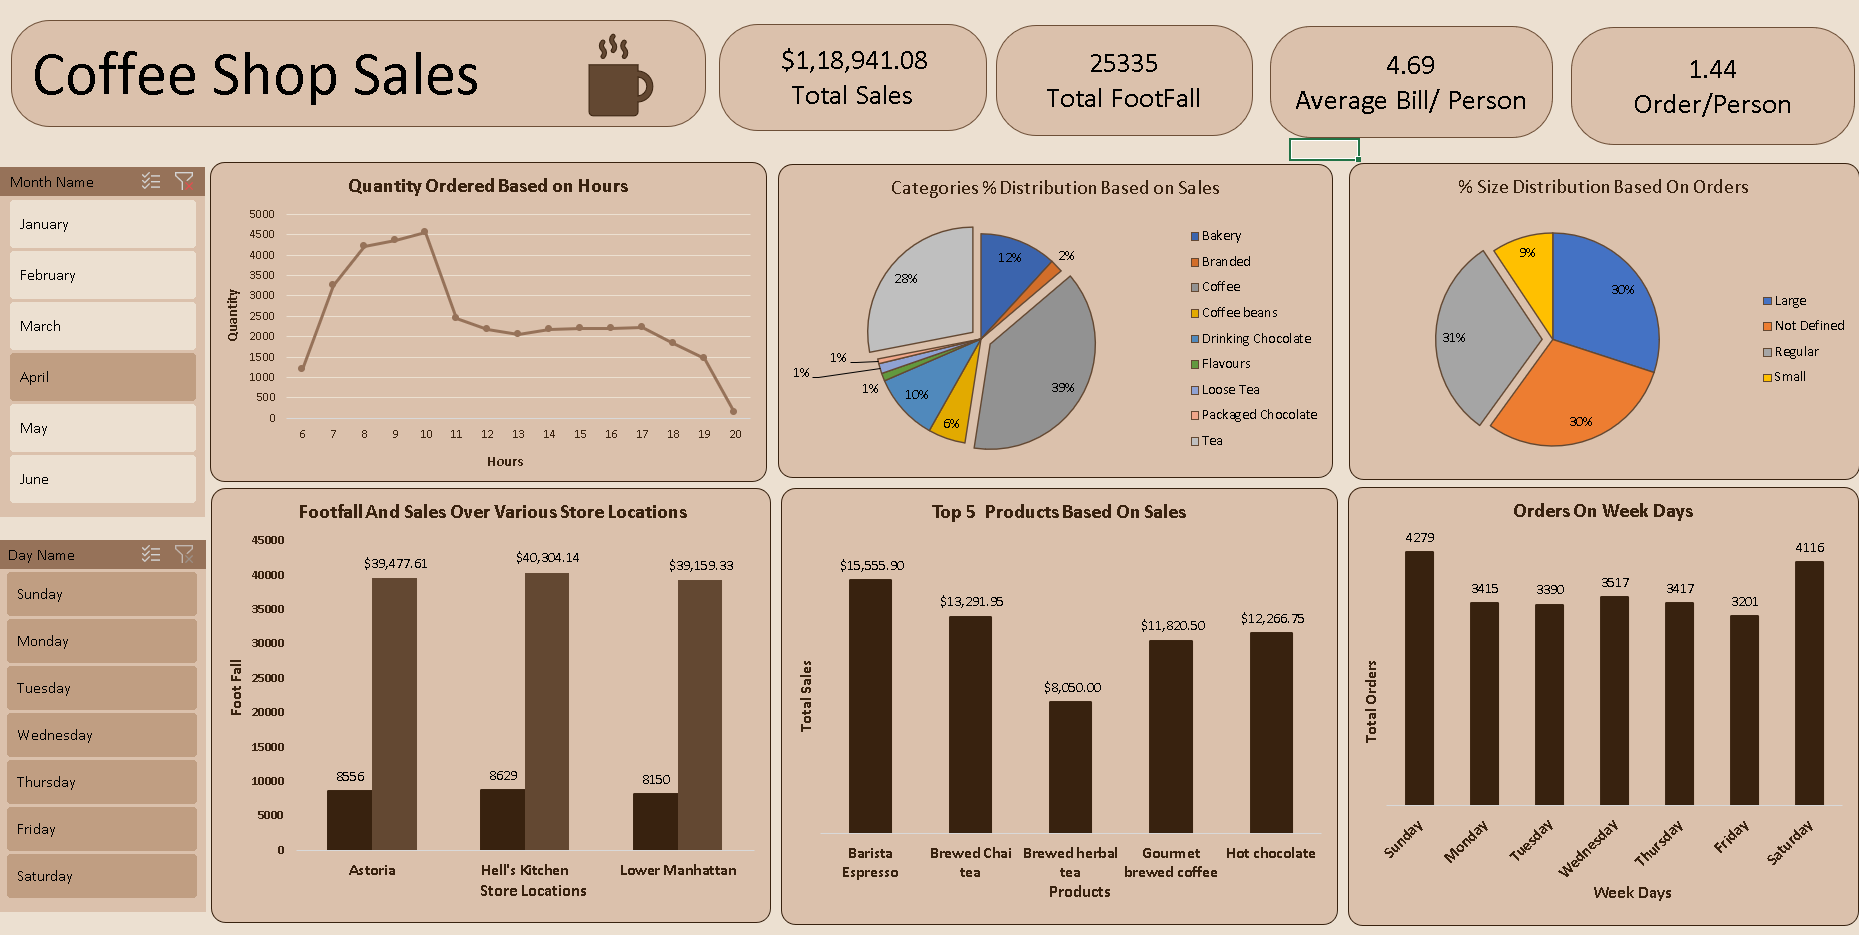 Coffee Shop Sales
$1,18,941.08
Total Sales
25335
Total FootFall
4.69
Average Bill/ Person
1.44
Order/Person
Month Name
January
February
March
April
May
June
Day Name
Sunday
Monday
Tuesday
Wednesday
Thursday
Friday
Saturday
Quantity Ordered Based on Hours
Quantity
5000
4500
4000
3500
3000
2500
2000
1500
1000
500
0
6 7 8 9 10 11 12 13 14 15 16 17 18 19 20
Hours
Categories % Distribution Based on Sales
12%
2%
39%
6%
10%
1%
1%
1%
28%
Bakery
Branded
Coffee
Coffee beans
Drinking Chocolate
Flavours
Loose Tea
Packaged Chocolate
Tea
% Size Distribution Based On Orders
30%
30%
31%
9%
Large
Not Defined
Regular
Small
Footfall And Sales Over Various Store Locations
Foot Fall
45000
40000
35000
30000
25000
20000
15000
10000
5000
0
$39,477.61
$40,304.14
$39,159.33
8556
8629
8150
Astoria
Hell's Kitchen
Lower Manhattan
Store Locations
Top 5 Products Based On Sales
Total Sales
$15,555.90
$13,291.95
$8,050.00
$11,820.50
$12,266.75
Barista
Espresso
Brewed Chai
tea
Brewed herbal
tea
Gourmet
brewed coffee
Hot chocolate
Products
Orders On Week Days
Total Orders
4279
3415
3390
3517
3417
3201
4116
Sunday
Monday
Tuesday
Wednesday
Thursday
Friday
Saturday
Week Days